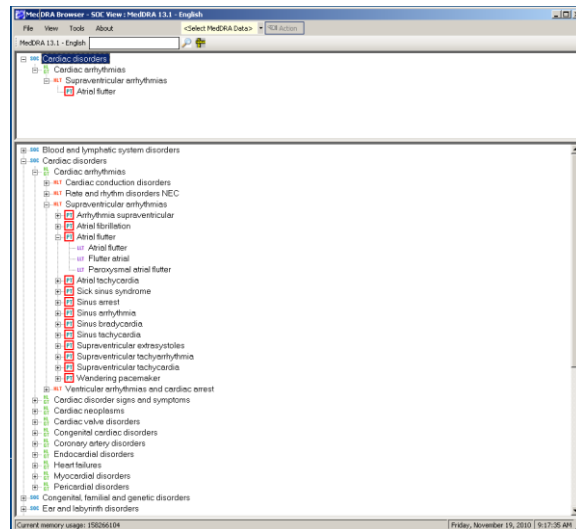 MedDRA Browser - SOC View : MedDRA 13.1 - English
File View Tools About <Select MedDRA Data> Action
MedDRA 13.1 - English
SOC Cardiac disorders
Cardiac arrhythmias
HLT Supraventricular arrhythmias
PT Atrial flutter
SOC Blood and lymphatic system disorders
SOC Cardiac disorders
Cardiac arrhythmias
HLT Cardiac conduction disorders
HLT Rate and rhythm disorders NEC
HLT Supraventricular arrhythmias
PT Arrhythmia supraventricular
PT Atrial fibrillation
PT Atrial flutter
LLT Atrial flutter
LLT Flutter atrial
LLT Paroxysmal atrial flutter
PT Atrial tachycardia
PT Sick sinus syndrome
PT Sinus arrest
PT Sinus arrhythmia
PT Sinus bradycardia
PT Sinus tachycardia
PT Supraventricular extrasystoles
PT Supraventricular tachyarrhythmia
PT Supraventricular tachycardia
PT Wandering pacemaker
HLT Ventricular arrhythmias and cardiac arrest
Cardiac disorder signs and symptoms
Cardiac neoplasms
Cardiac valve disorders
Congenital cardiac disorders
Coronary artery disorders
Endocardial disorders
Heart failures
Myocardial disorders
Pericardial disorders
SOC Congenital, familial and genetic disorders
SOC Ear and labyrinth disorders
Current memory usage: 158266104 Friday, November 19, 2010 9:17:35 AM